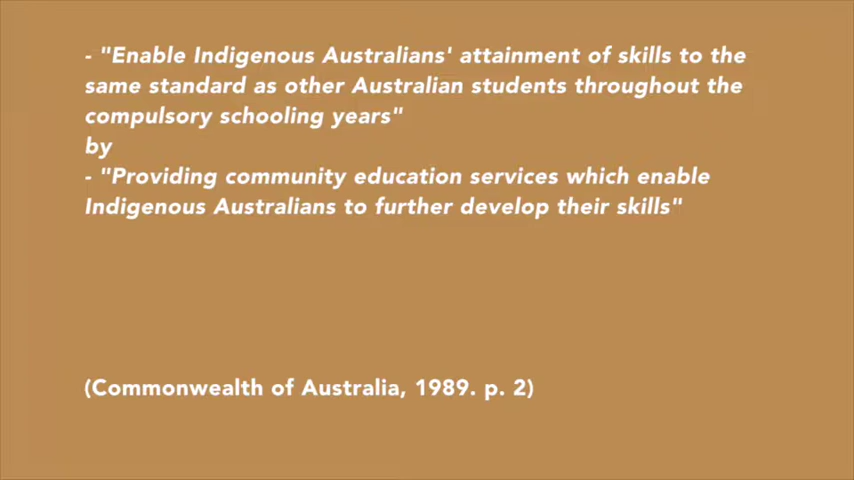 - "Enable Indigenous Australians' attainment of skills to the
same standard as other Australian students throughout the
compulsory schooling years"
by
- "Providing community education services which enable
Indigenous Australians to further develop their skills"
(Commonwealth of Australia, 1989. p. 2)